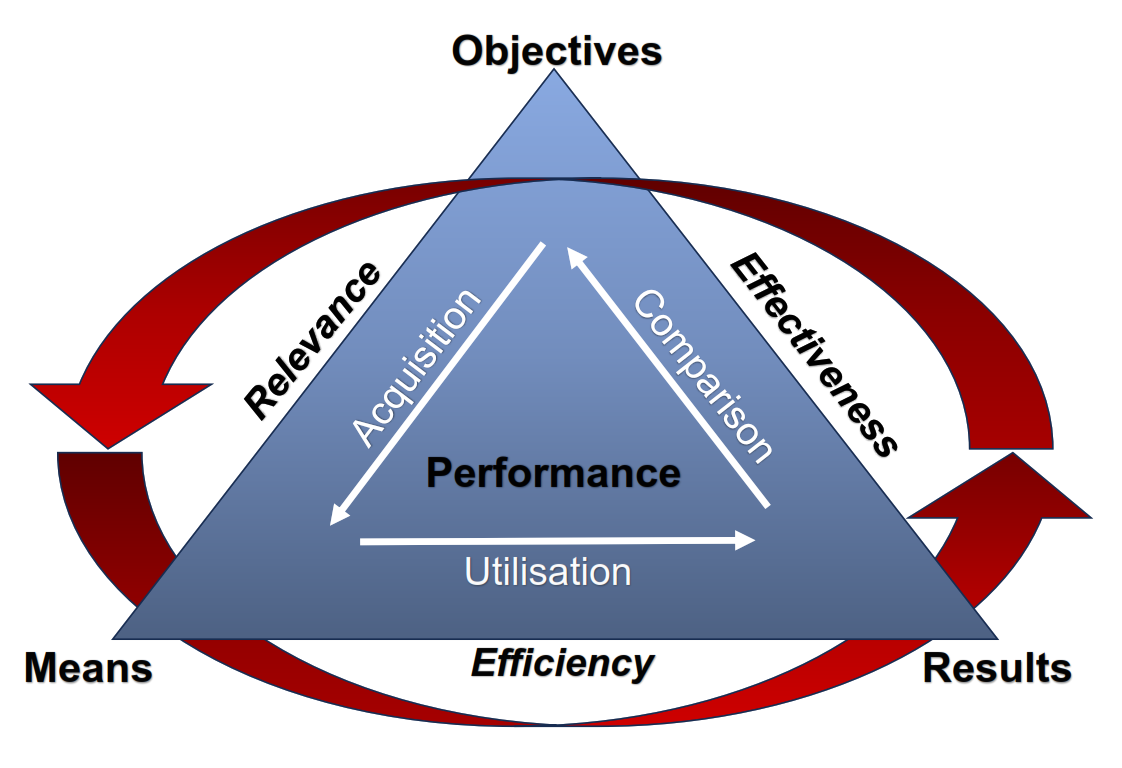 Objectives
Relevance
Effectiveness
Acquisition
Comparison
Performance
Utilisation
Means
Efficiency
Results